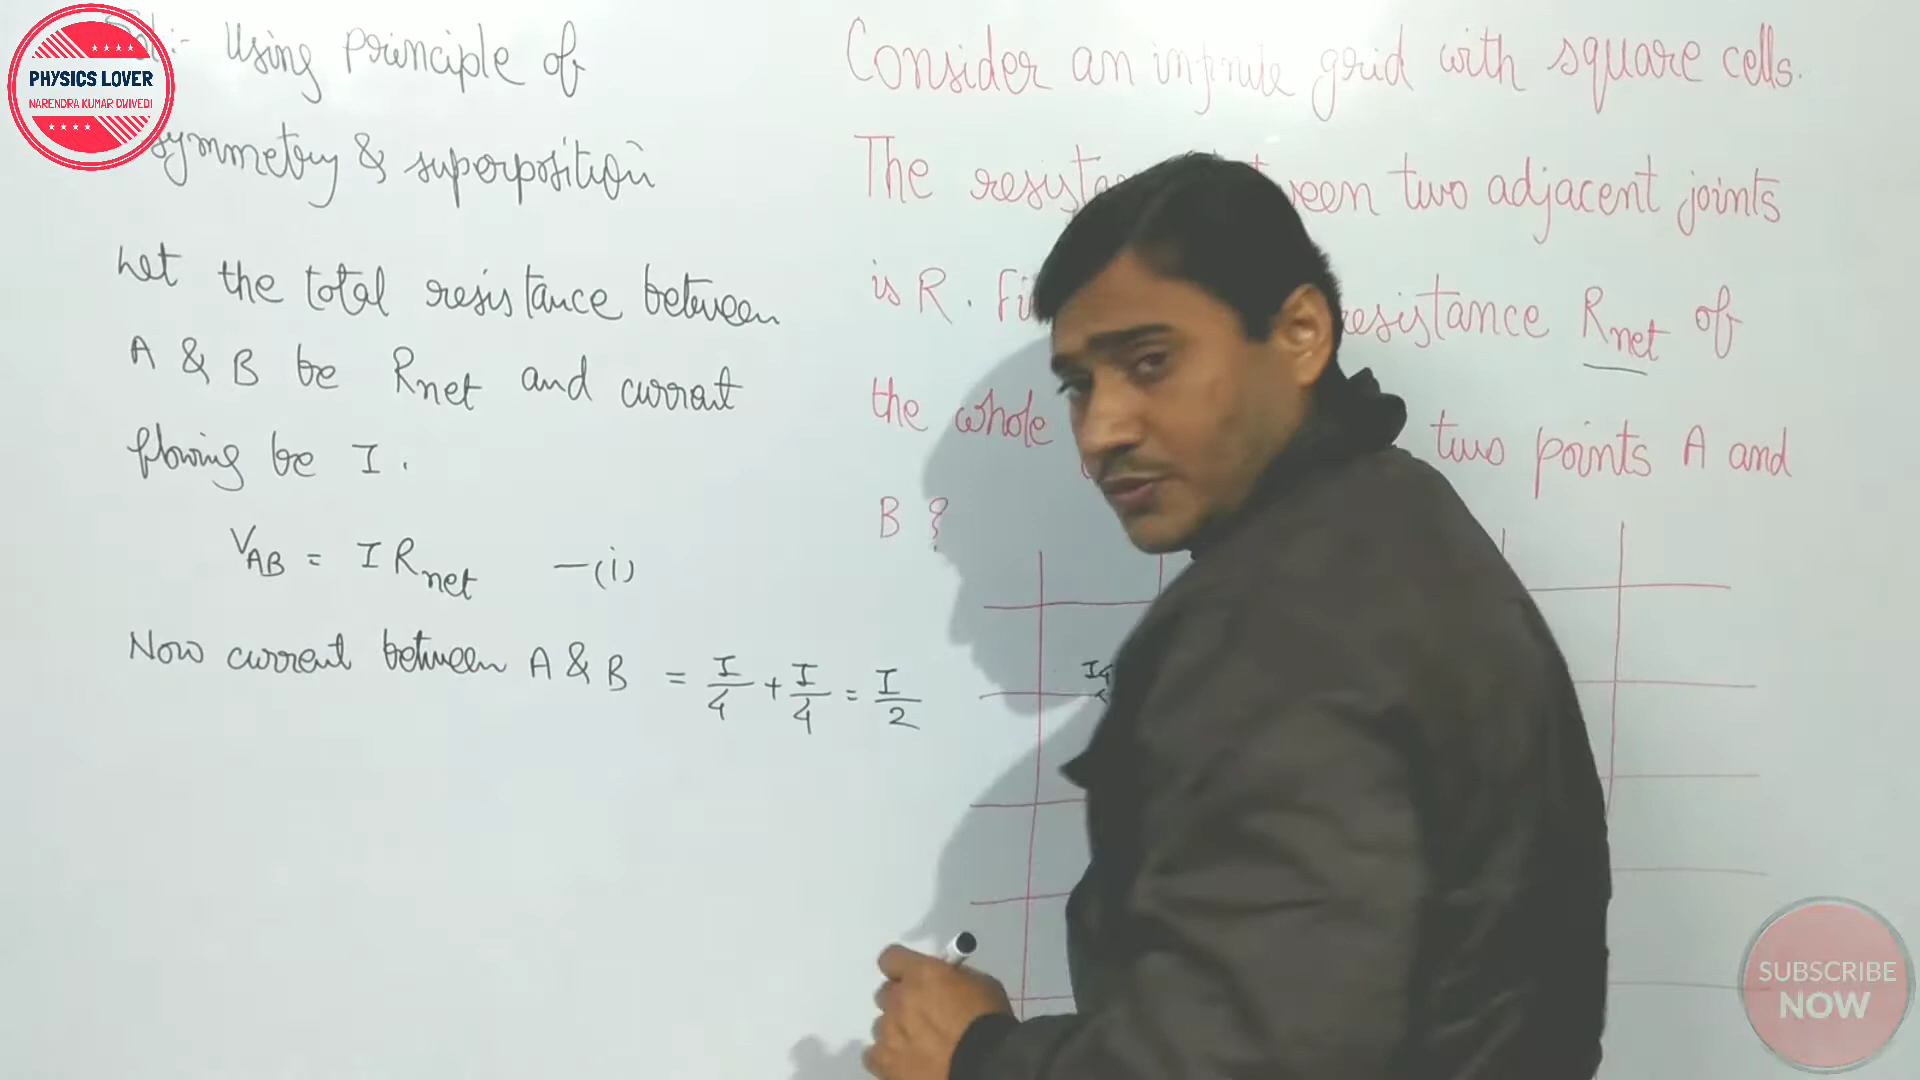 PHYSICS LOVER
NARENDRA KUMAR DWIVEDI
Using Principle of
symmetry & superposition
Let the total resistance between
A & B be Rnet and current
flowing be I.
VAB = I Rnet —(i)
Now current between A & B = I/4 + I/4 = I/2
Consider an infinite grid with square cells.
The two adjacent joints
is R. resistance Rnet of
the whole two points A and
B ?
SUBSCRIBE
NOW